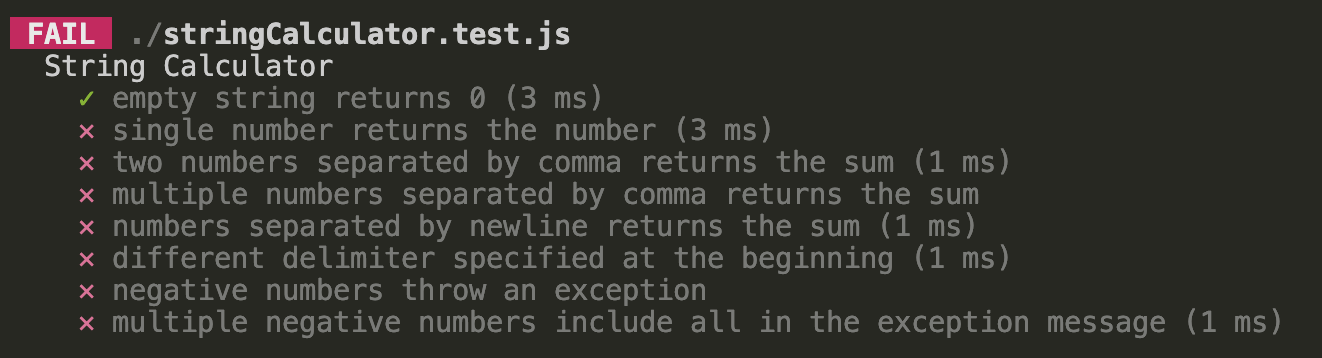 FAIL ./stringCalculator.test.js
String Calculator
✓ empty string returns 0 (3 ms)
✕ single number returns the number (3 ms)
✕ two numbers separated by comma returns the sum (1 ms)
✕ multiple numbers separated by comma returns the sum
✕ numbers separated by newline returns the sum (1 ms)
✕ different delimiter specified at the beginning (1 ms)
✕ negative numbers throw an exception
✕ multiple negative numbers include all in the exception message (1 ms)